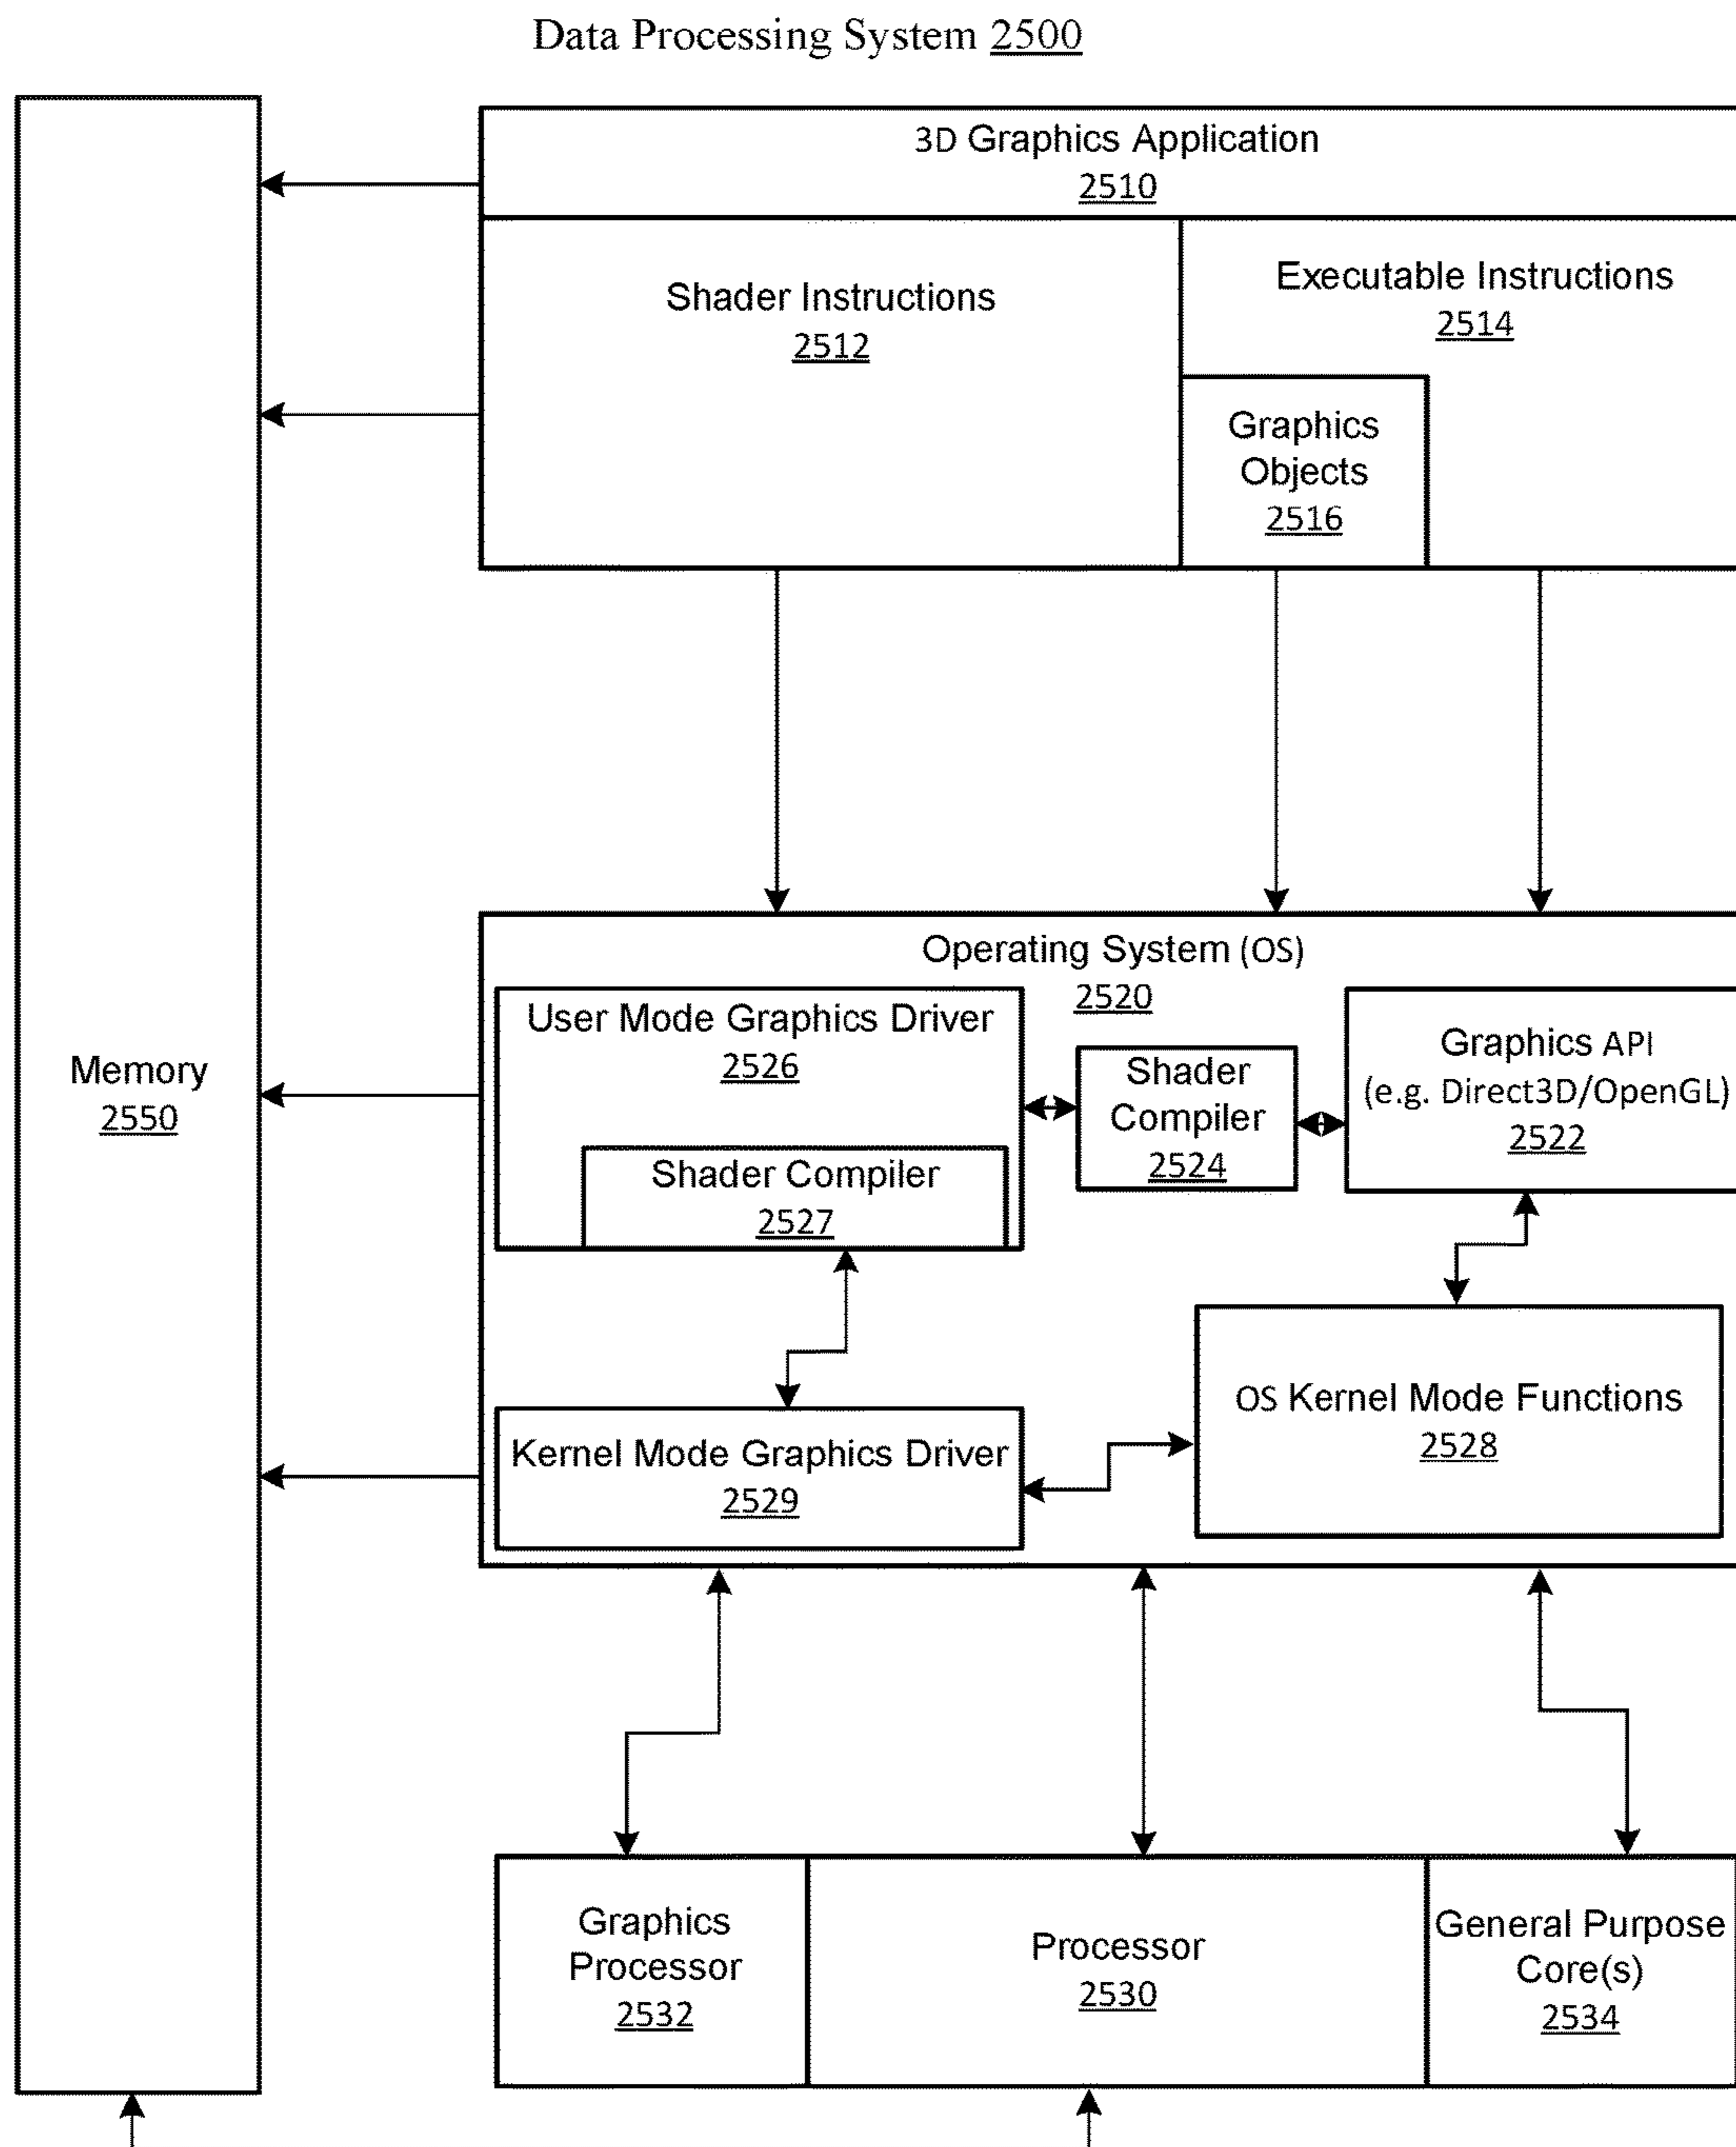 Data Processing System 2500
3D Graphics Application
2510
Shader Instructions
2512
Executable Instructions
2514
Graphics
Objects
2516
Memory
2550
Operating System (OS)
2520
User Mode Graphics Driver
2526
Shader Compiler
2527
Shader
Compiler
2524
Graphics API
(e.g. Direct3D/OpenGL)
2522
Kernel Mode Graphics Driver
2529
OS Kernel Mode Functions
2528
Graphics
Processor
2532
Processor
2530
General Purpose
Core(s)
2534